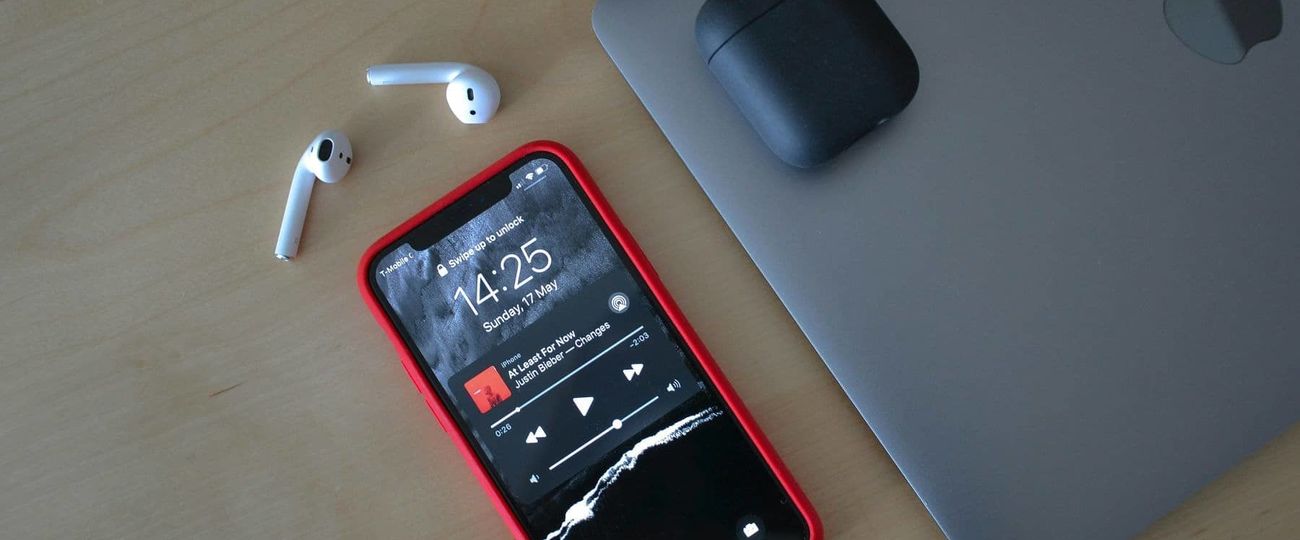 T-Mobile
Swipe up to unlock
14:25
Sunday, 17 May
iPhone
At Least For Now
Justin Bieber — Changes
0:26
-2:03